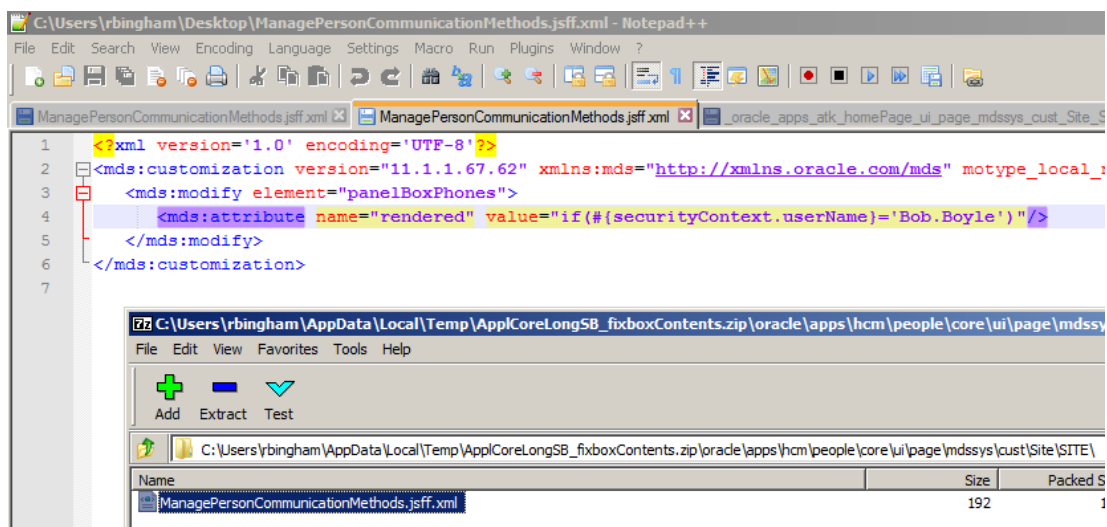 C:\Users\rbingham\Desktop\ManagePersonCommunicationMethods.jsff.xml - Notepad++
File Edit Search View Encoding Language Settings Macro Run Plugins Window ?
ManagePersonCommunicationMethods.jsff.xml ManagePersonCommunicationMethods.jsff.xml _oracle_apps_atk_homePage_ui_page_mdssys_cust_Site_S
1 <?xml version='1.0' encoding='UTF-8'?>
2 <mds:customization version="11.1.1.67.62" xmlns:mds="http://xmlns.oracle.com/mds" motype_local_
3 <mds:modify element="panelBoxPhones">
4 <mds:attribute name="rendered" value="if(#{securityContext.userName}='Bob.Boyle')"/>
5 </mds:modify>
6 </mds:customization>
7
C:\Users\rbingham\AppData\Local\Temp\ApplCoreLongSB_fixboxContents.zip\oracle\apps\hcm\people\core\ui\page\mdssy
File Edit View Favorites Tools Help
Add Extract Test
C:\Users\rbingham\AppData\Local\Temp\ApplCoreLongSB_fixboxContents.zip\oracle\apps\hcm\people\core\ui\page\mdssys\cust\Site\SITE\
Name Size Packed S
ManagePersonCommunicationMethods.jsff.xml 192 1